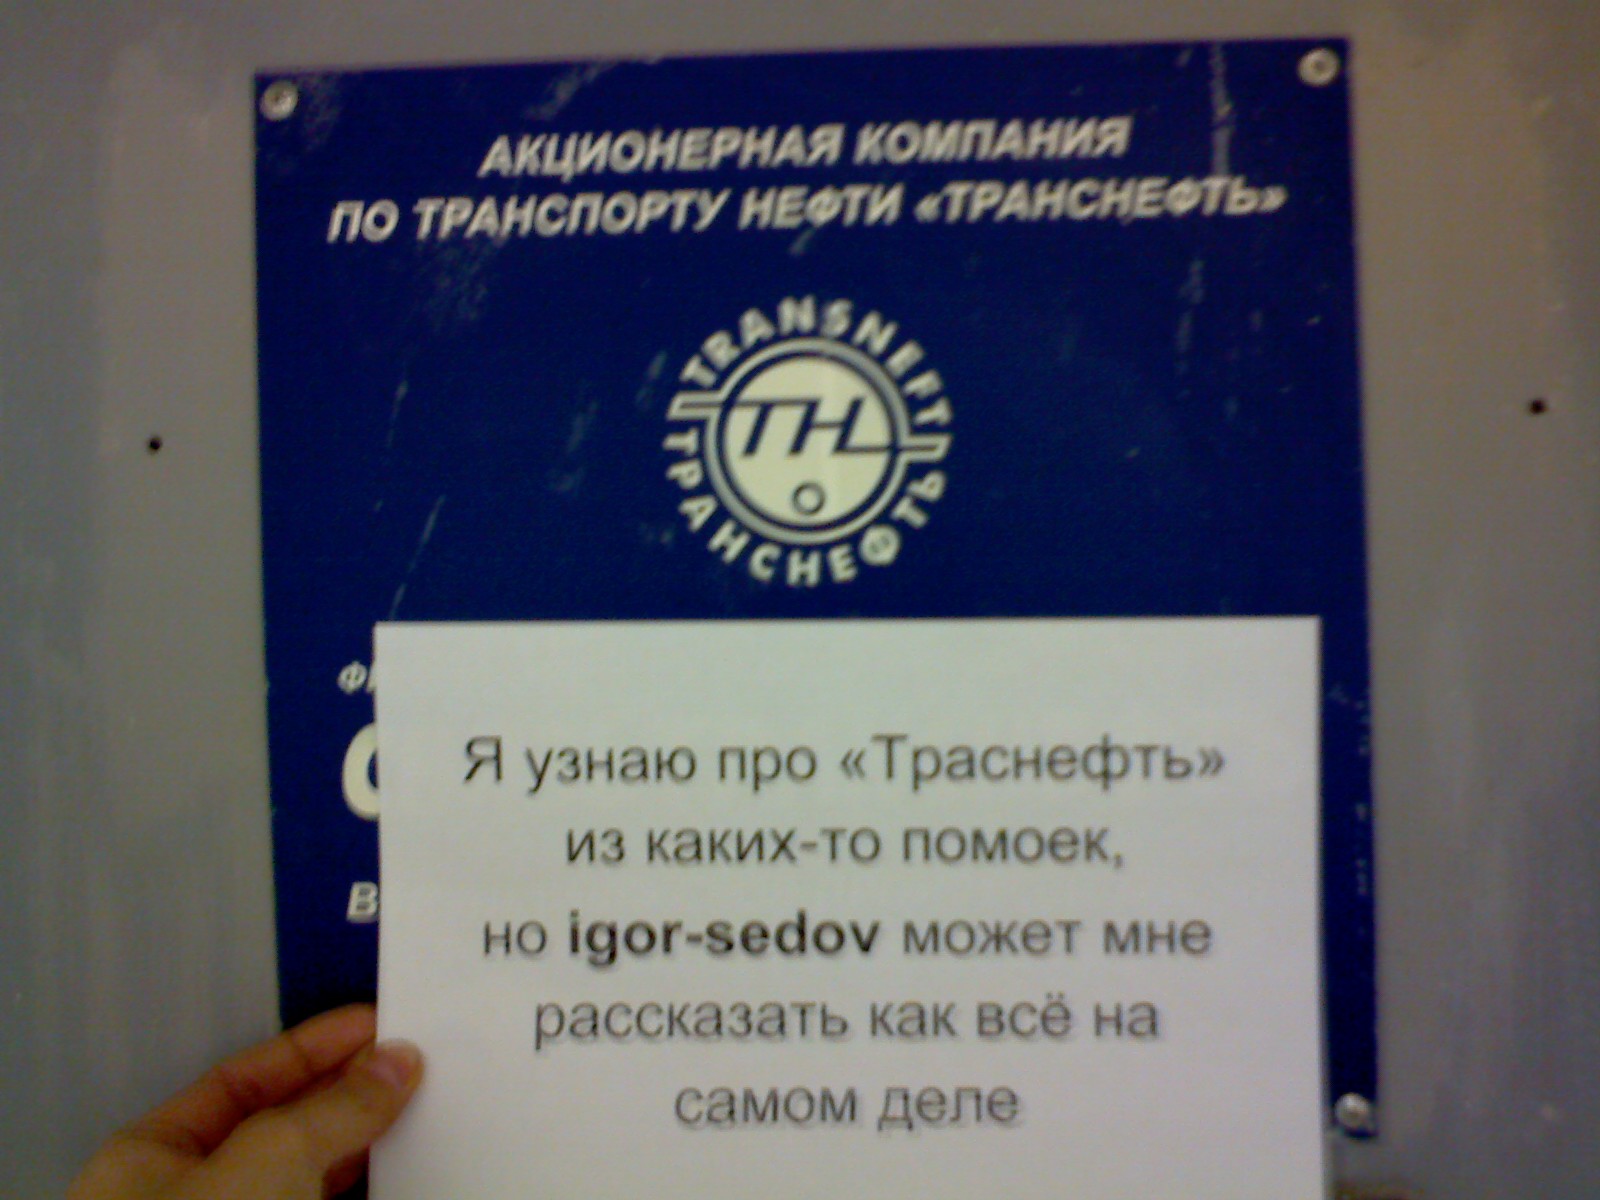 АКЦИОНЕРНАЯ КОМПАНИЯ
ПО ТРАНСПОРТУ НЕФТИ «ТРАНСНЕФТЬ»
TRANSNEFT
ТН
ТРАНСНЕФТЬ
Я узнаю про «Траснефть»
из каких-то помоек,
но igor-sedov может мне
рассказать как всё на
самом деле